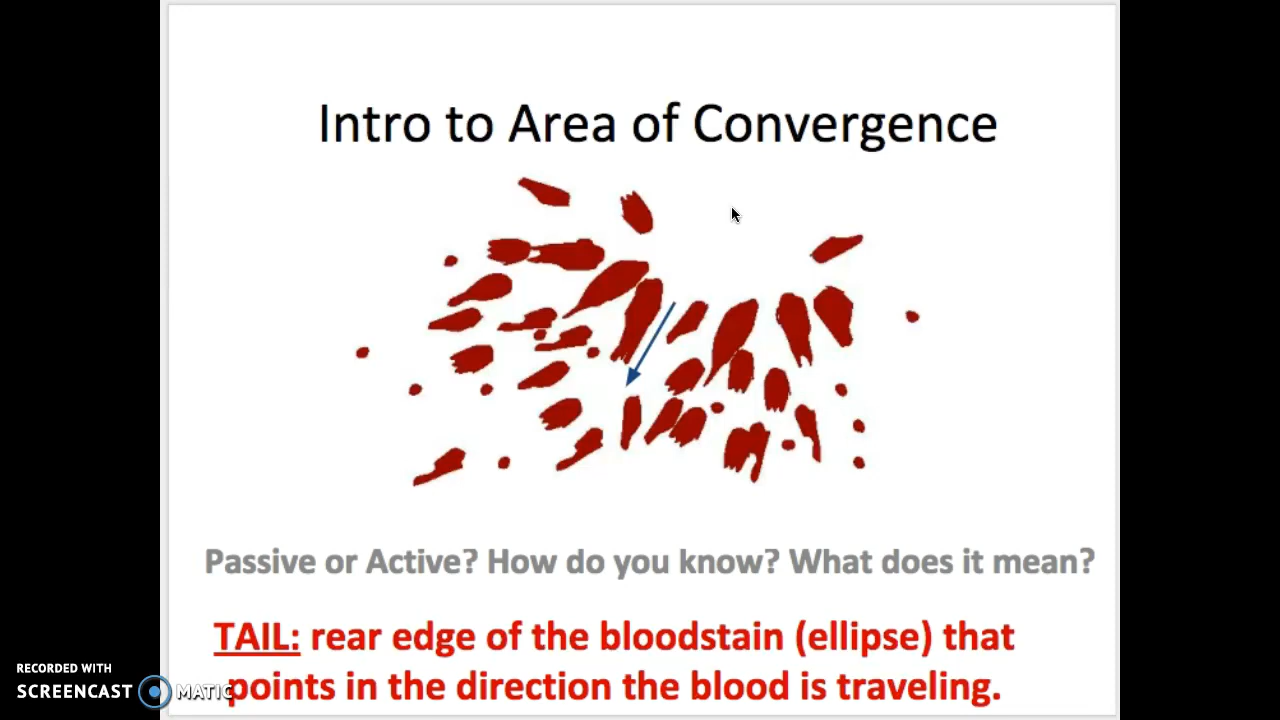 Intro to Area of Convergence
Passive or Active? How do you know? What does it mean?
TAIL: rear edge of the bloodstain (ellipse) that
points in the direction the blood is traveling.
RECORDED WITH
SCREENCAST MATIC